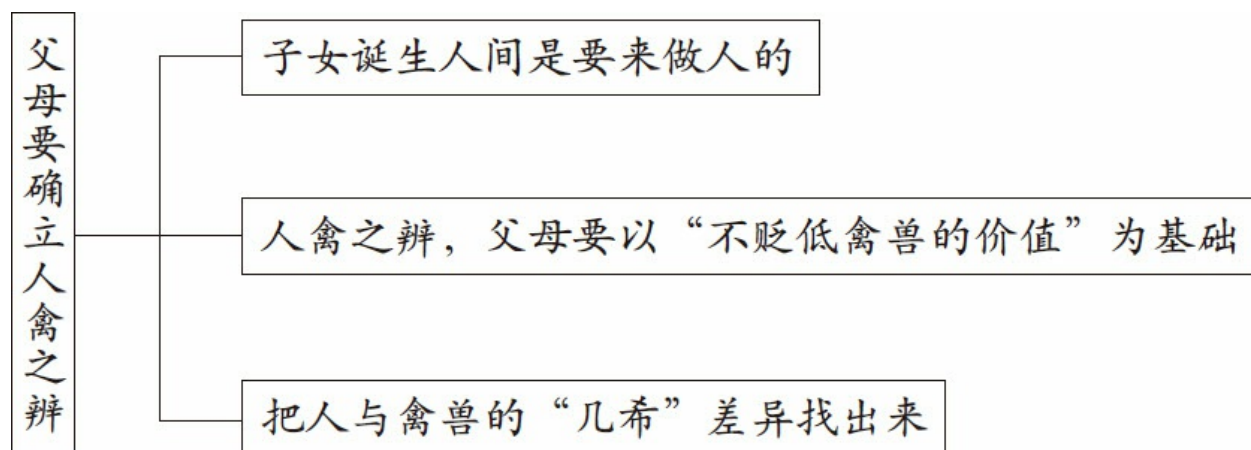 父母要确立人禽之辨
子女诞生人间是要来做人的
人禽之辨，父母要以“不贬低禽兽的价值”为基础
把人与禽兽的“几希”差异找出来